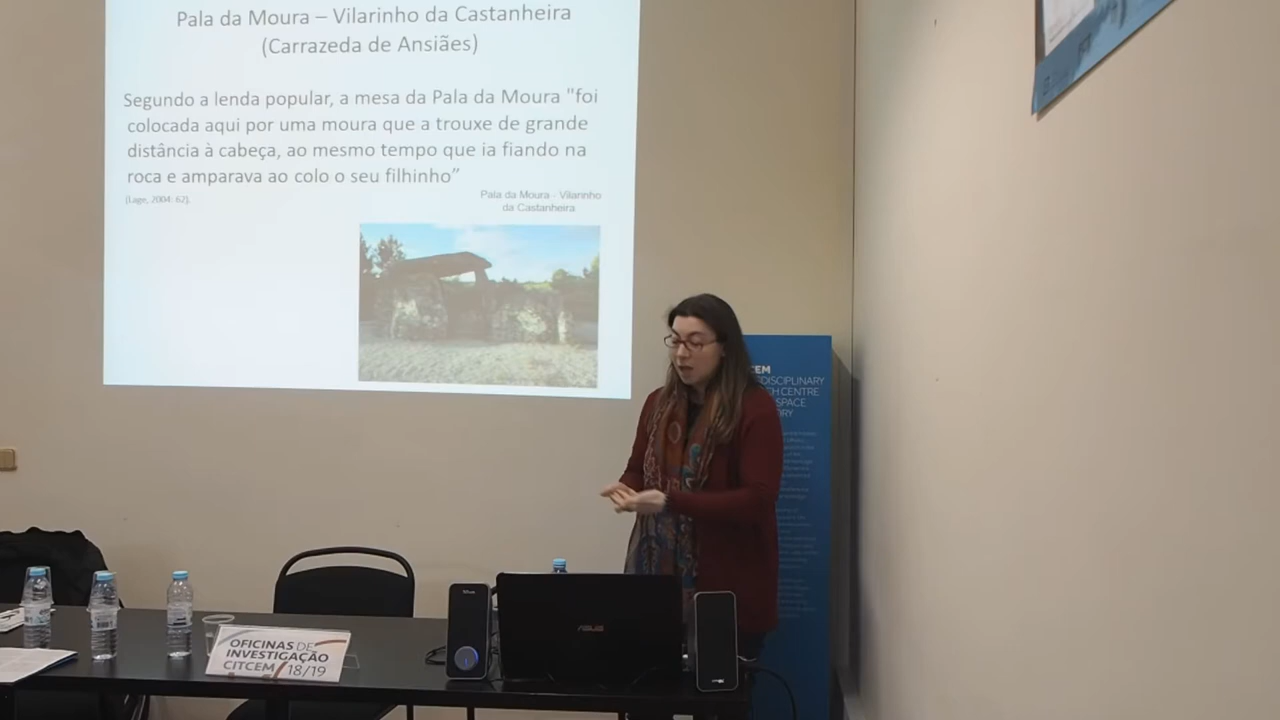 Pala da Moura – Vilarinho da Castanheira
(Carrazeda de Ansiães)
Segundo a lenda popular, a mesa da Pala da Moura "foi
colocada aqui por uma moura que a trouxe de grande
distância à cabeça, ao mesmo tempo que ia fiando na
roca e amparava ao colo o seu filhinho”
(Lage, 2004: 62).
Pala da Moura - Vilarinho
da Castanheira
CEM
DISCIPLINARY
CH CENTRE
SPACE
ORY
OFICINAS DE
INVESTIGAÇÃO
CITCEM / 18/19
ASUS
Trust